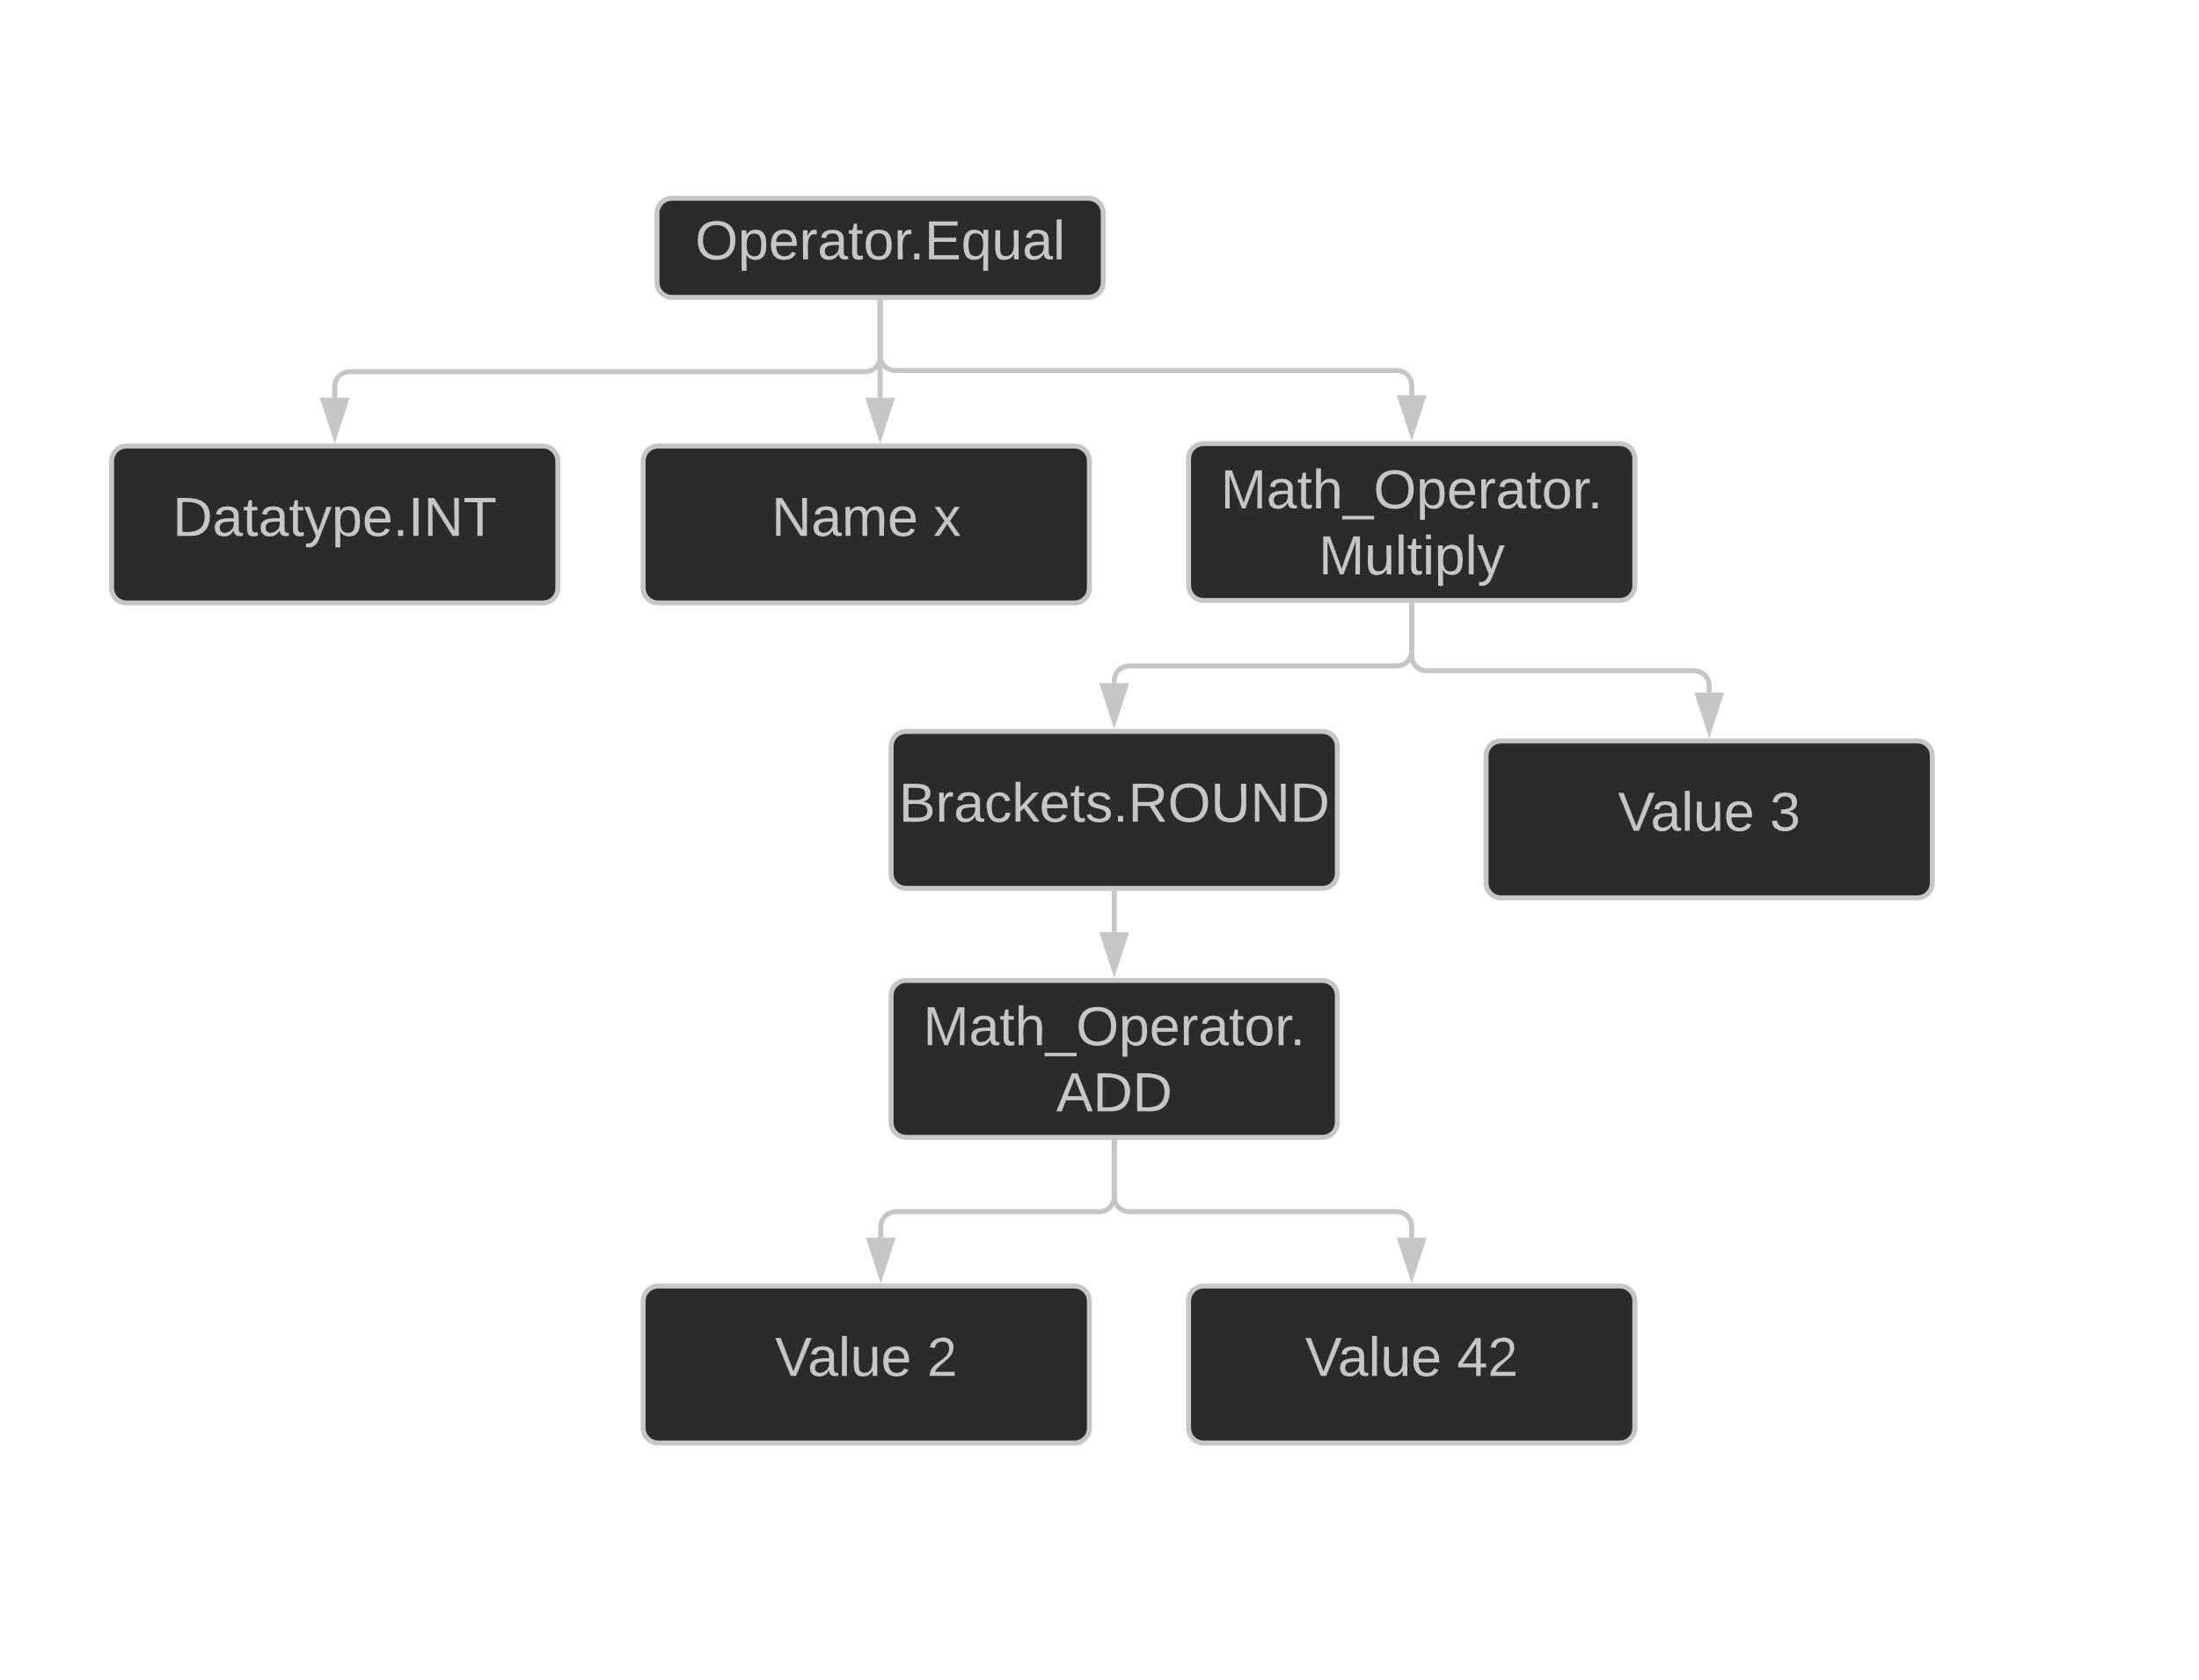 Operator.Equal
Datatype.INT
Name x
Math_Operator.
Multiply
Brackets.ROUND
Value 3
Math_Operator.
ADD
Value 2
Value 42